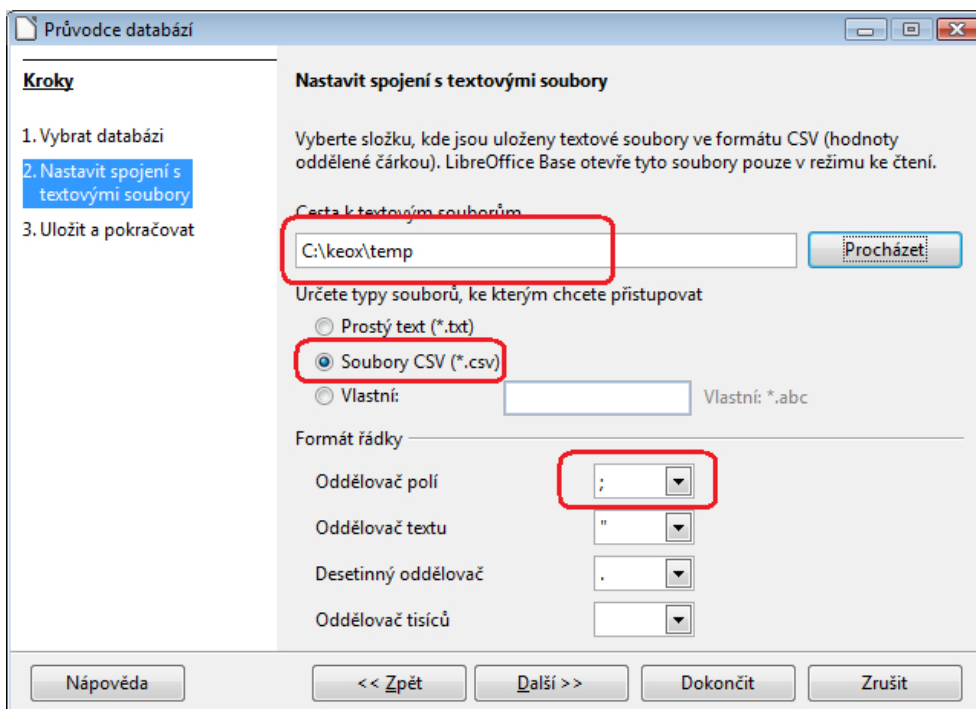 Průvodce databází
Kroky
1. Vybrat databázi
2. Nastavit spojení s
textovými soubory
3. Uložit a pokračovat
Nastavit spojení s textovými soubory
Vyberte složku, kde jsou uloženy textové soubory ve formátu CSV (hodnoty
oddělené čárkou). LibreOffice Base otevře tyto soubory pouze v režimu ke čtení.
Cesta k textovým souborům
C:\keox\temp
Procházet
Určete typy souborů, ke kterým chcete přistupovat
Prostý text (*.txt)
Soubory CSV (*.csv)
Vlastní:
Vlastní: *.abc
Formát řádky
Oddělovač polí
;
Oddělovač textu
"
Desetinný oddělovač
.
Oddělovač tisíců
Nápověda
<< Zpět
Další >>
Dokončit
Zrušit